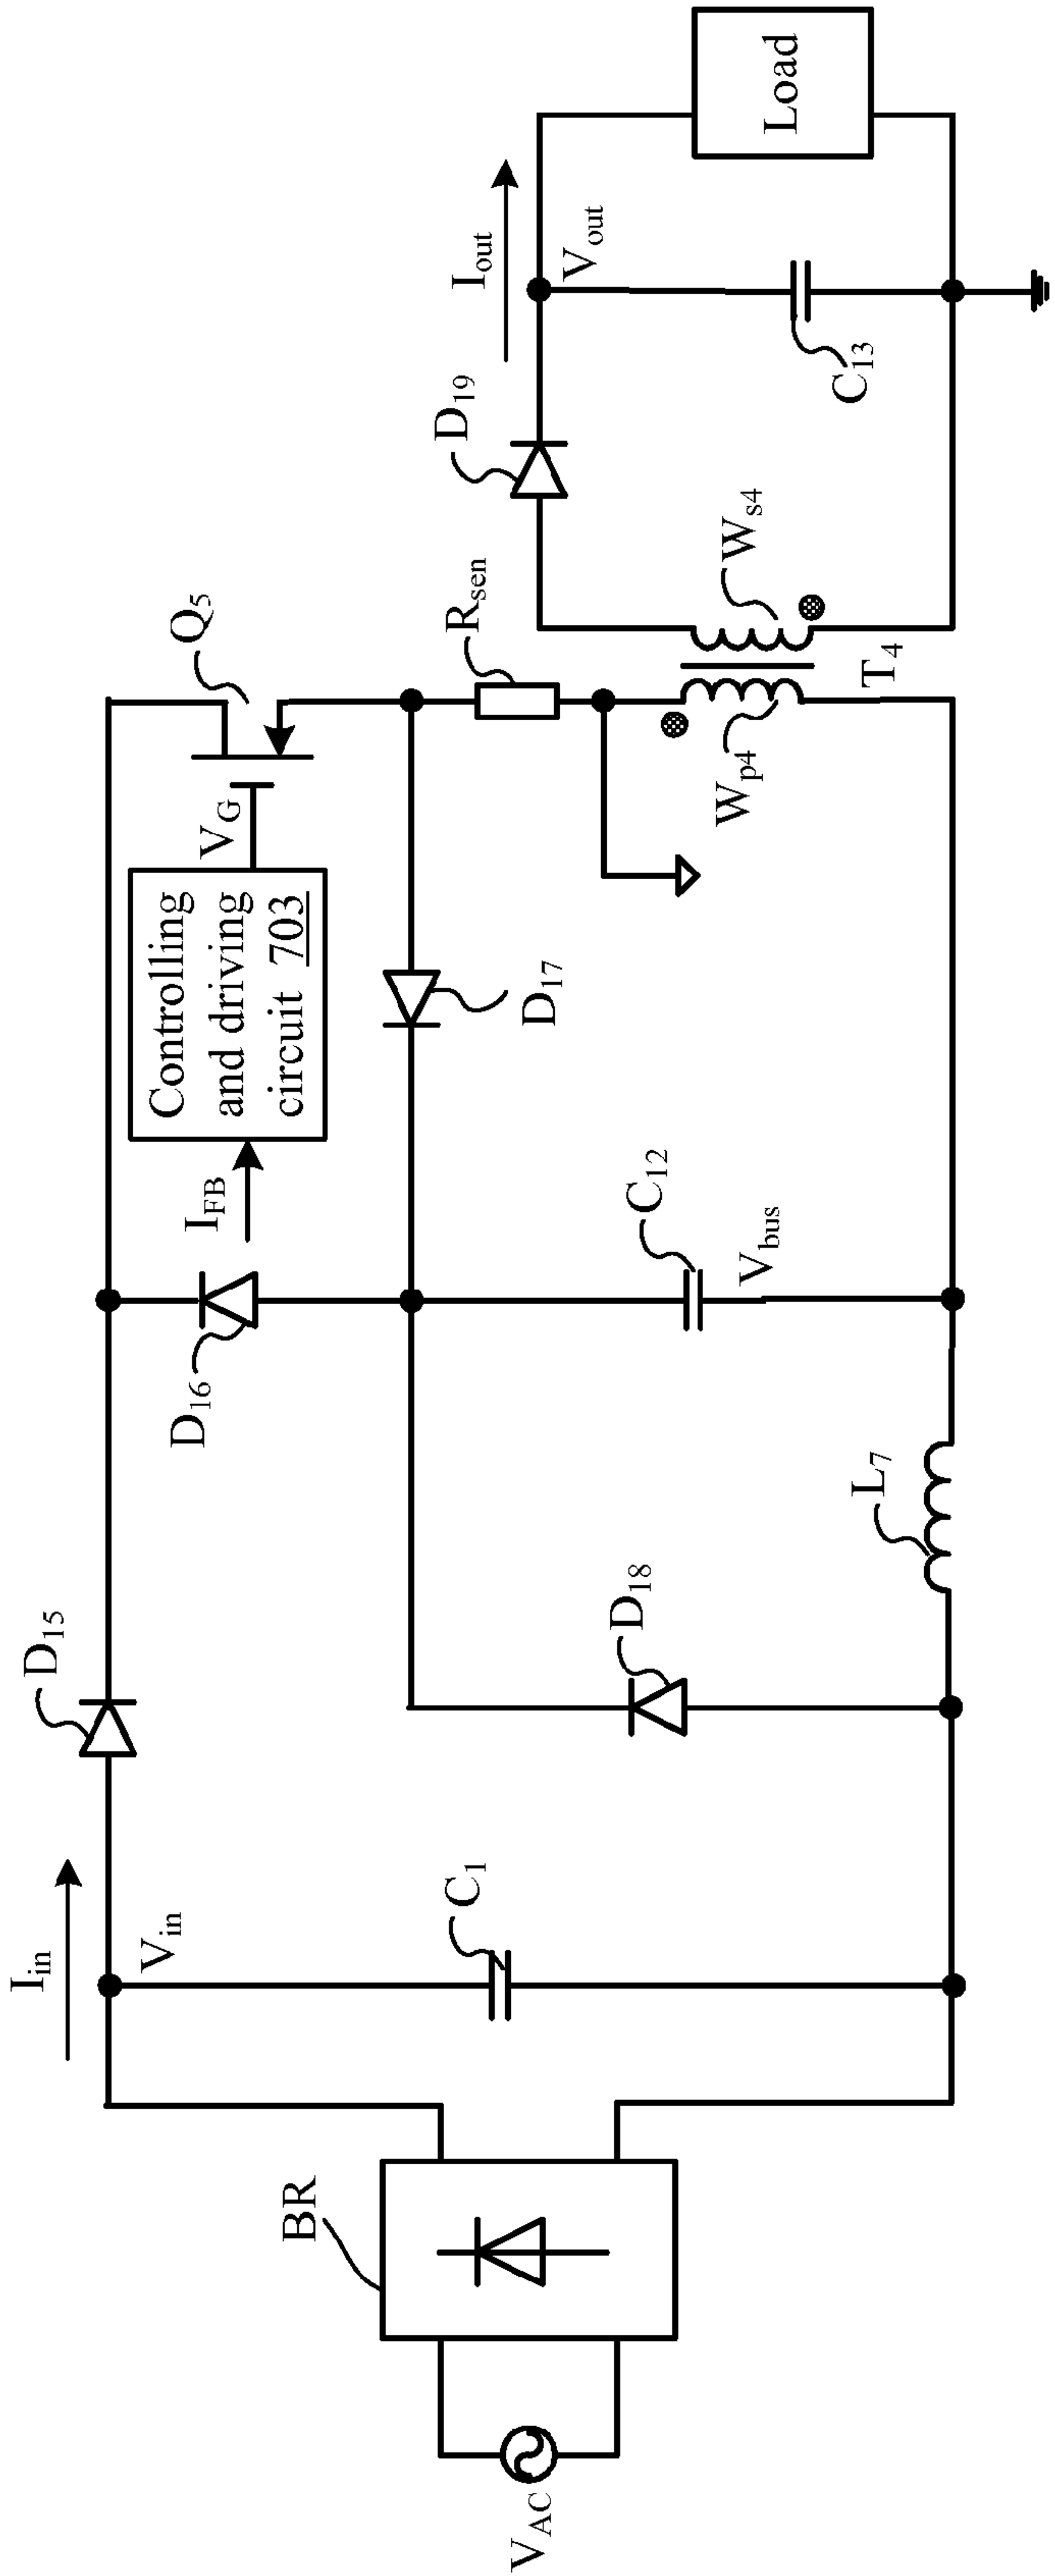 V_AC
BR
I_in
V_in
C_1
D_15
D_18
L_7
D_16
I_FB
Controlling
and driving
circuit 703
V_G
Q_5
D_17
C_12
V_bus
R_sen
W_p4
T_4
W_s4
D_19
I_out
V_out
C_13
Load